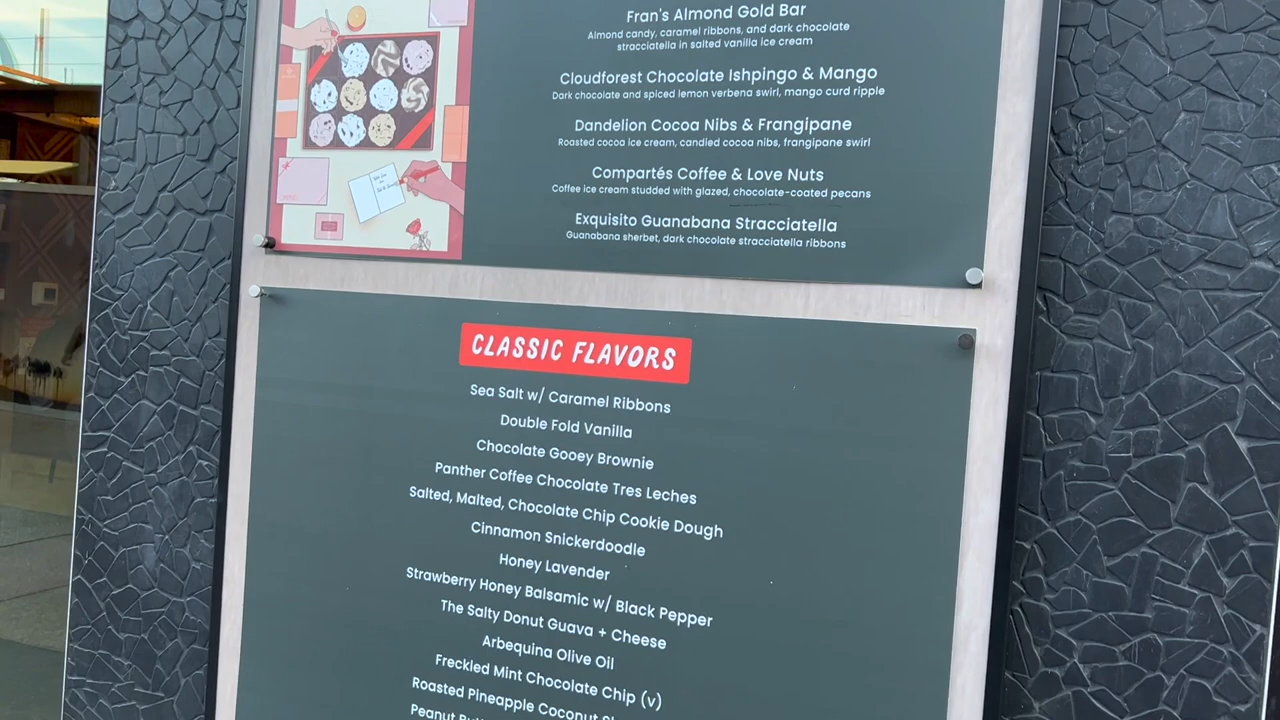 Fran's Almond Gold Bar
Almond candy, caramel ribbons, and dark chocolate
stracciatella in salted vanilla ice cream
Cloudforest Chocolate Ishpingo & Mango
Dark chocolate and spiced lemon verbena swirl, mango curd ripple
Dandelion Cocoa Nibs & Frangipane
Roasted cocoa ice cream, candied cocoa nibs, frangipane swirl
Compartés Coffee & Love Nuts
Coffee ice cream studded with glazed, chocolate-coated pecans
Exquisito Guanabana Stracciatella
Guanabana sherbet, dark chocolate stracciatella ribbons
CLASSIC FLAVORS
Sea Salt w/ Caramel Ribbons
Double Fold Vanilla
Chocolate Gooey Brownie
Panther Coffee Chocolate Tres Leches
Salted, Malted, Chocolate Chip Cookie Dough
Cinnamon Snickerdoodle
Honey Lavender
Strawberry Honey Balsamic w/ Black Pepper
The Salty Donut Guava + Cheese
Arbequina Olive Oil
Freckled Mint Chocolate Chip (v)
Roasted Pineapple Coconut
Peanut